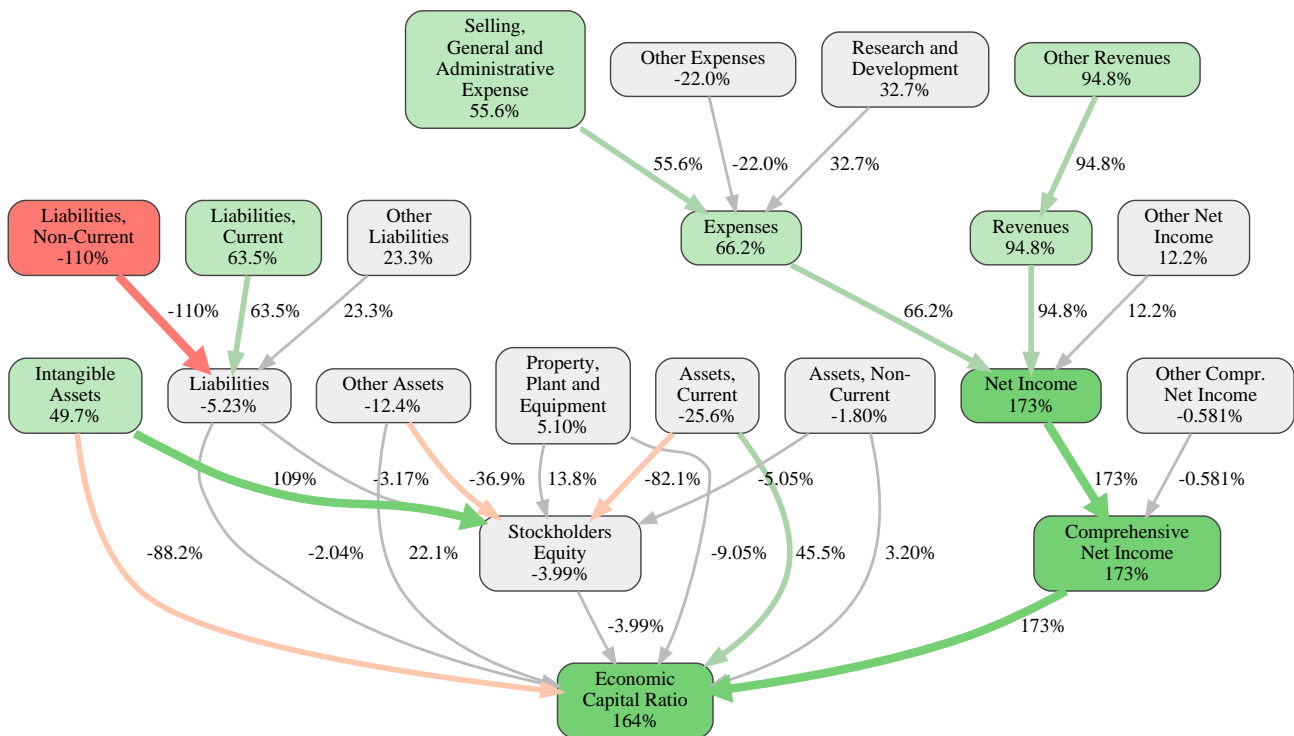 Selling,
General and
Administrative
Expense
55.6%
Other Expenses
-22.0%
Research and
Development
32.7%
Other Revenues
94.8%
55.6%
-22.0%
32.7%
94.8%
Liabilities,
Non-Current
-110%
Liabilities,
Current
63.5%
Other
Liabilities
23.3%
Expenses
66.2%
Revenues
94.8%
Other Net
Income
12.2%
-110%
63.5%
23.3%
66.2%
94.8%
12.2%
Intangible
Assets
49.7%
Liabilities
-5.23%
Other Assets
-12.4%
Property,
Plant and
Equipment
5.10%
Assets,
Current
-25.6%
Assets, Non-
Current
-1.80%
Net Income
173%
Other Compr.
Net Income
-0.581%
109%
-3.17%
-36.9%
13.8%
-82.1%
-5.05%
173%
-0.581%
Stockholders
Equity
-3.99%
Comprehensive
Net Income
173%
-88.2%
-2.04%
22.1%
-9.05%
45.5%
3.20%
-3.99%
173%
Economic
Capital Ratio
164%